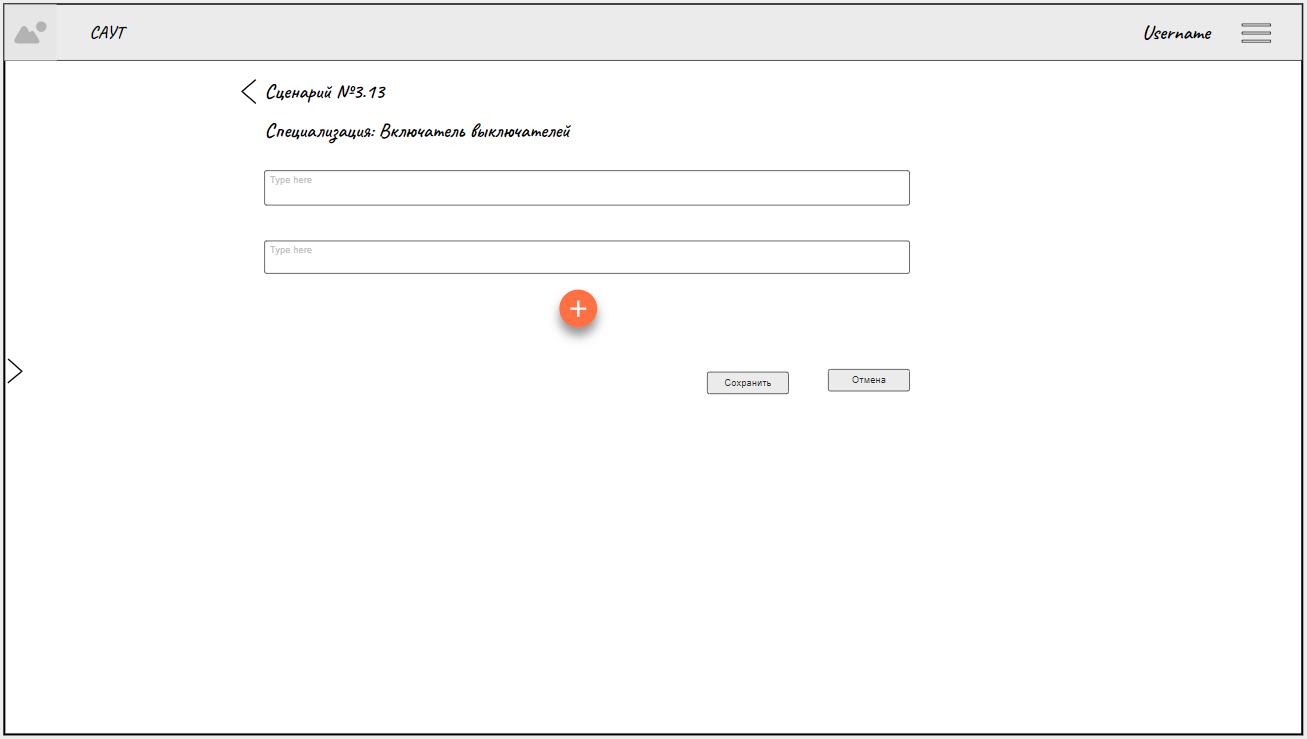 САУТ
Username
Сценарий №3.13
Специализация: Включатель выключателей
Type here
Type here
Сохранить
Отмена